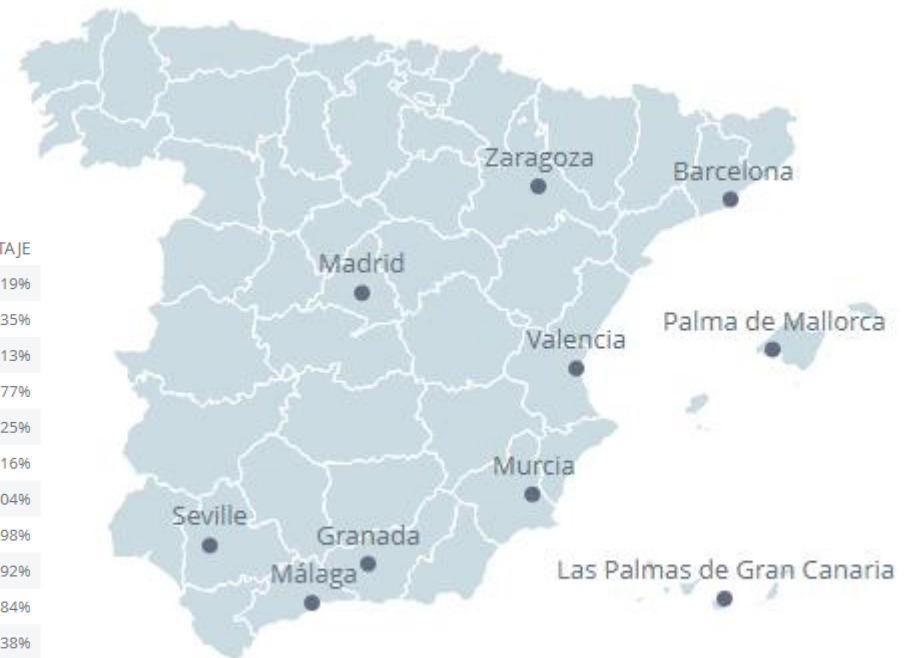 Zaragoza
Barcelona
TAJE
Madrid
19%
35%
Palma de Mallorca
Valencia
13%
77%
25%
16%
Murcia
04%
Seville
98%
Granada
92%
Málaga
Las Palmas de Gran Canaria
84%
38%